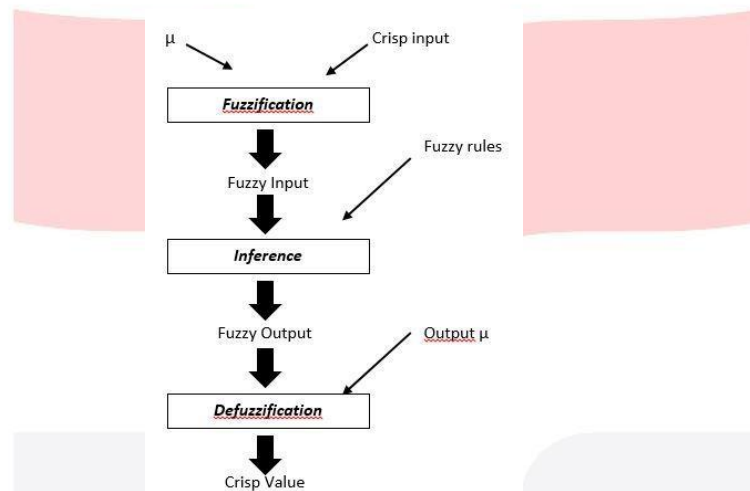 μ
Crisp input
Fuzzification
Fuzzy rules
Fuzzy Input
Inference
Fuzzy Output
Output μ
Defuzzification
Crisp Value